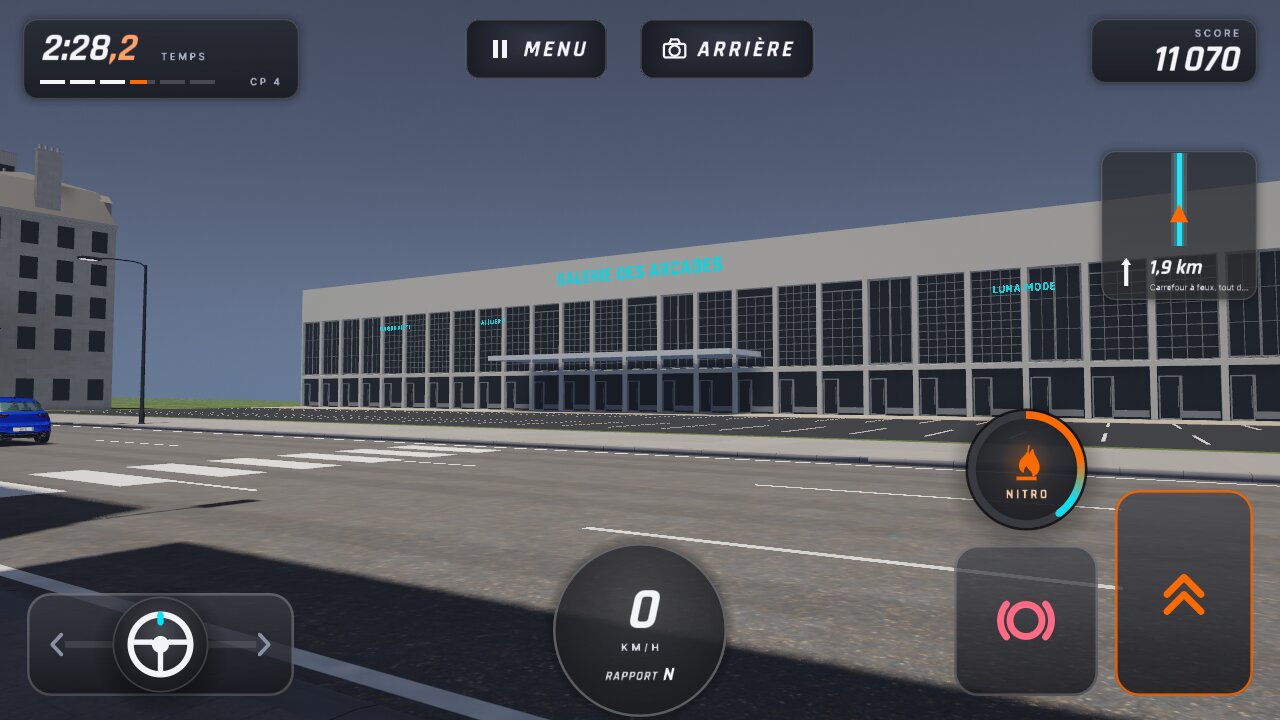 2:28,2 TEMPS
CP 4
MENU
ARRIÈRE
SCORE
11 070
GALERIE DES ARCADES
LUMA MODE
1,9 km
Carrefour à feux, tout d...
NITRO
0
KM/H
RAPPORT N